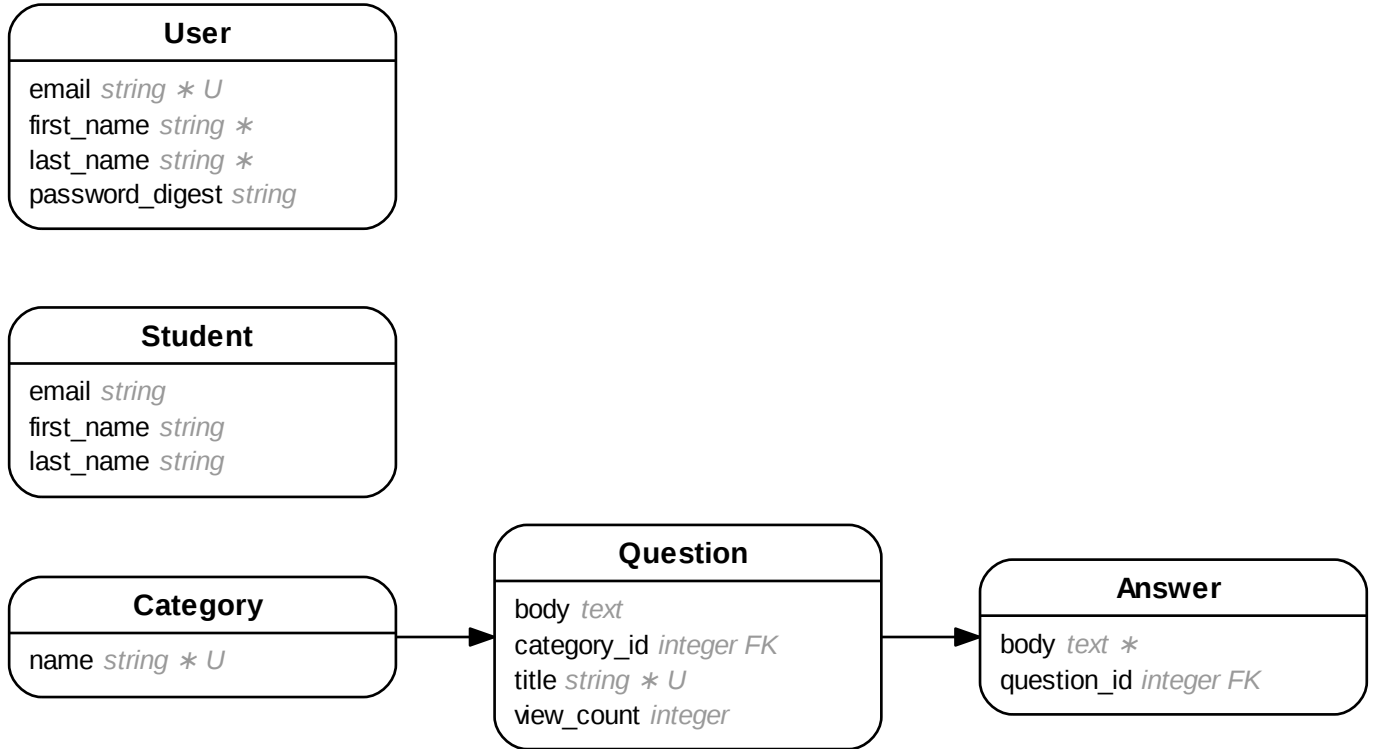 User
email string ∗ U
first_name string ∗
last_name string ∗
password_digest string
Student
email string
first_name string
last_name string
Category
name string ∗ U
Question
body text
category_id integer FK
title string ∗ U
view_count integer
Answer
body text ∗
question_id integer FK